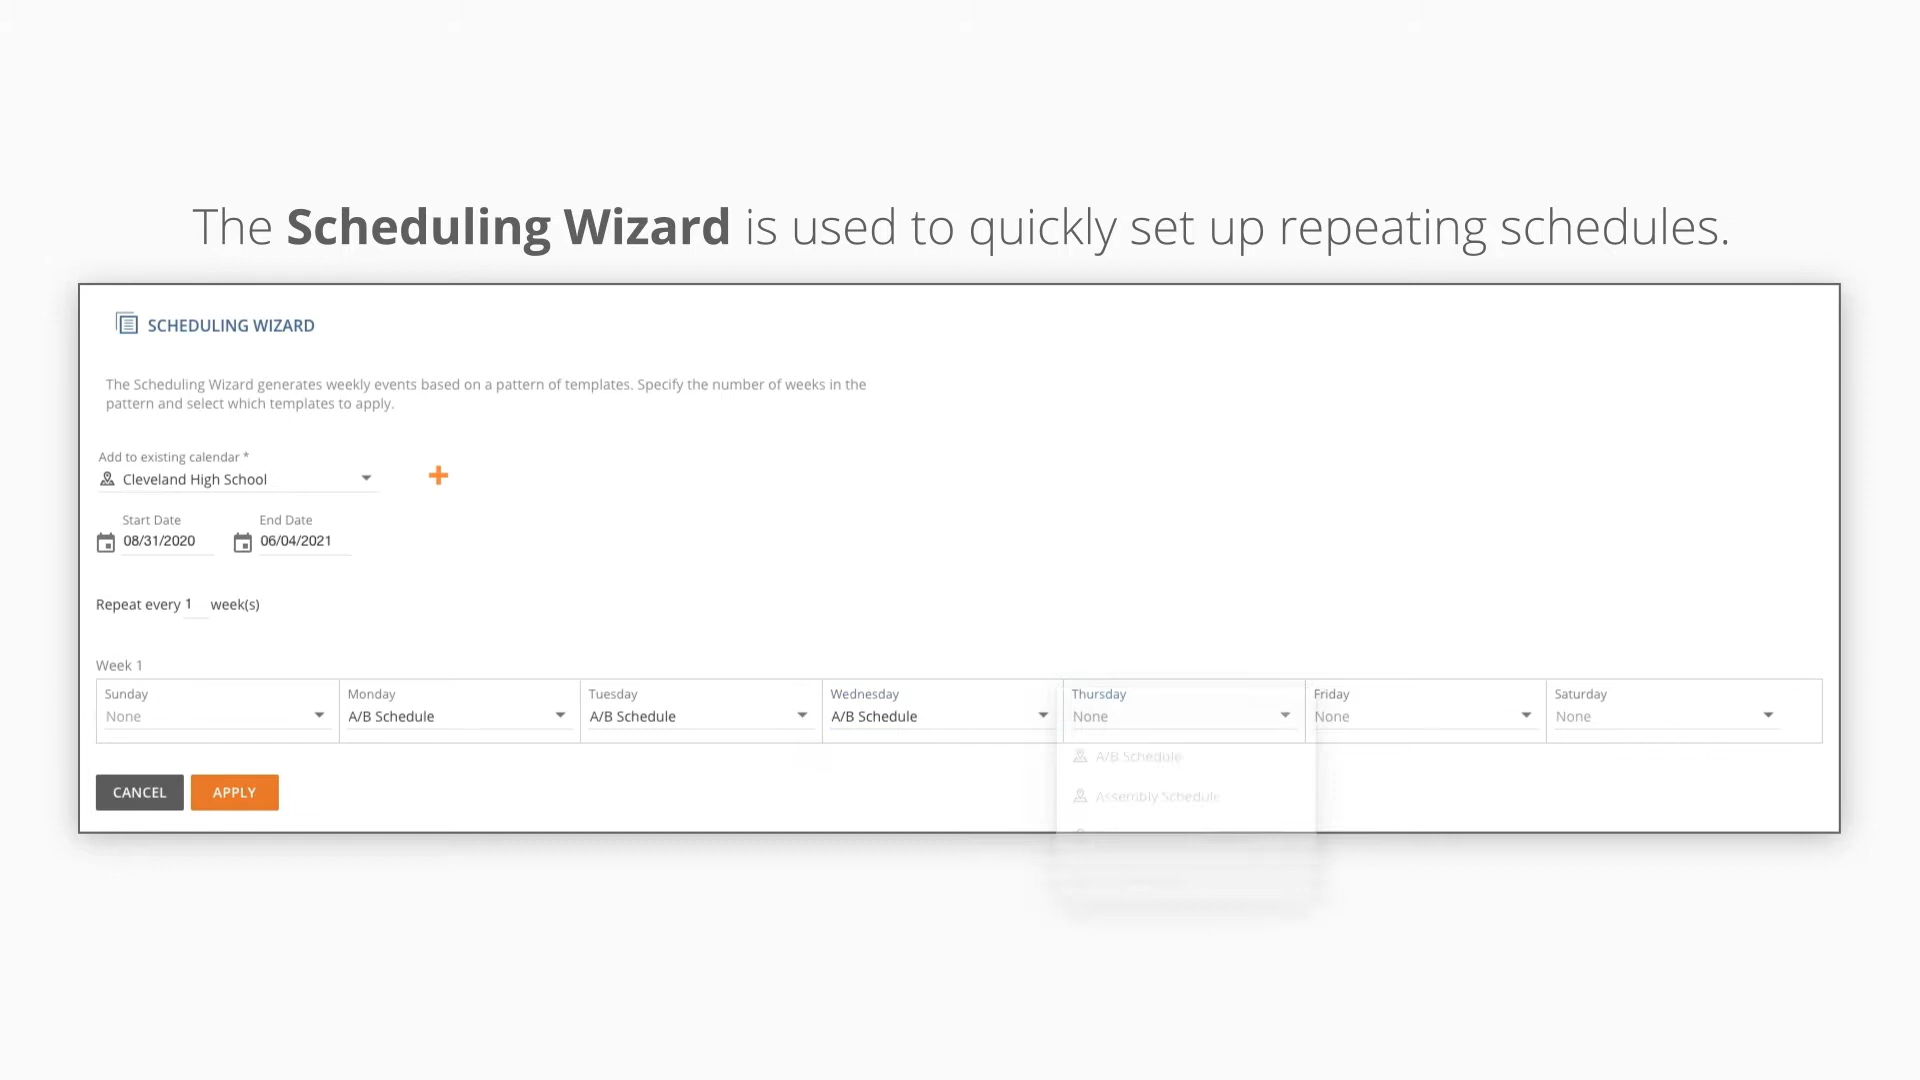 The Scheduling Wizard is used to quickly set up repeating schedules.
SCHEDULING WIZARD
The Scheduling Wizard generates weekly events based on a pattern of templates. Specify the number of weeks in the
pattern and select which templates to apply.
Add to existing calendar *
Cleveland High School
Start Date End Date
08/31/2020 06/04/2021
Repeat every 1 week(s)
Week 1
Sunday Monday Tuesday Wednesday Thursday Friday Saturday
None A/B Schedule A/B Schedule A/B Schedule None None None
A/B Schedule
Assembly Schedule
CANCEL APPLY